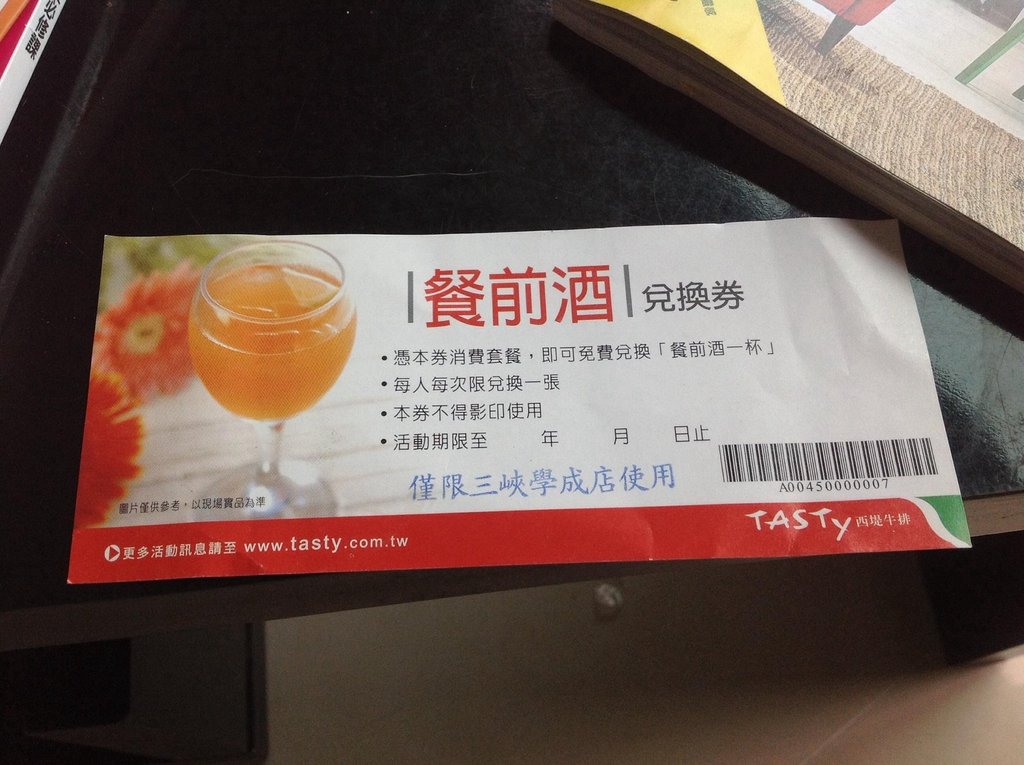 餐前酒 兌換券
•憑本券消費套餐，即可免費兌換「餐前酒一杯」
•每人每次限兌換一張
•本券不得影印使用
•活動期限至 年 月 日止
僅限三峽學成店使用
A00450000007
圖片僅供參考，以現場實品為準
TASTy 西堤牛排
更多活動訊息請至 www.tasty.com.tw